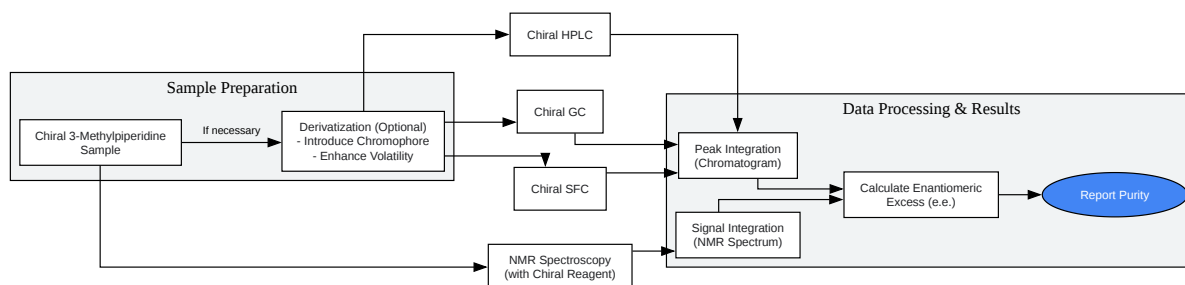 Chiral HPLC
Sample Preparation
Chiral 3-Methylpiperidine
Sample
If necessary
Derivatization (Optional)
- Introduce Chromophore
- Enhance Volatility
Chiral GC
Chiral SFC
NMR Spectroscopy
(with Chiral Reagent)
Data Processing & Results
Peak Integration
(Chromatogram)
Signal Integration
(NMR Spectrum)
Calculate Enantiomeric
Excess (e.e.)
Report Purity